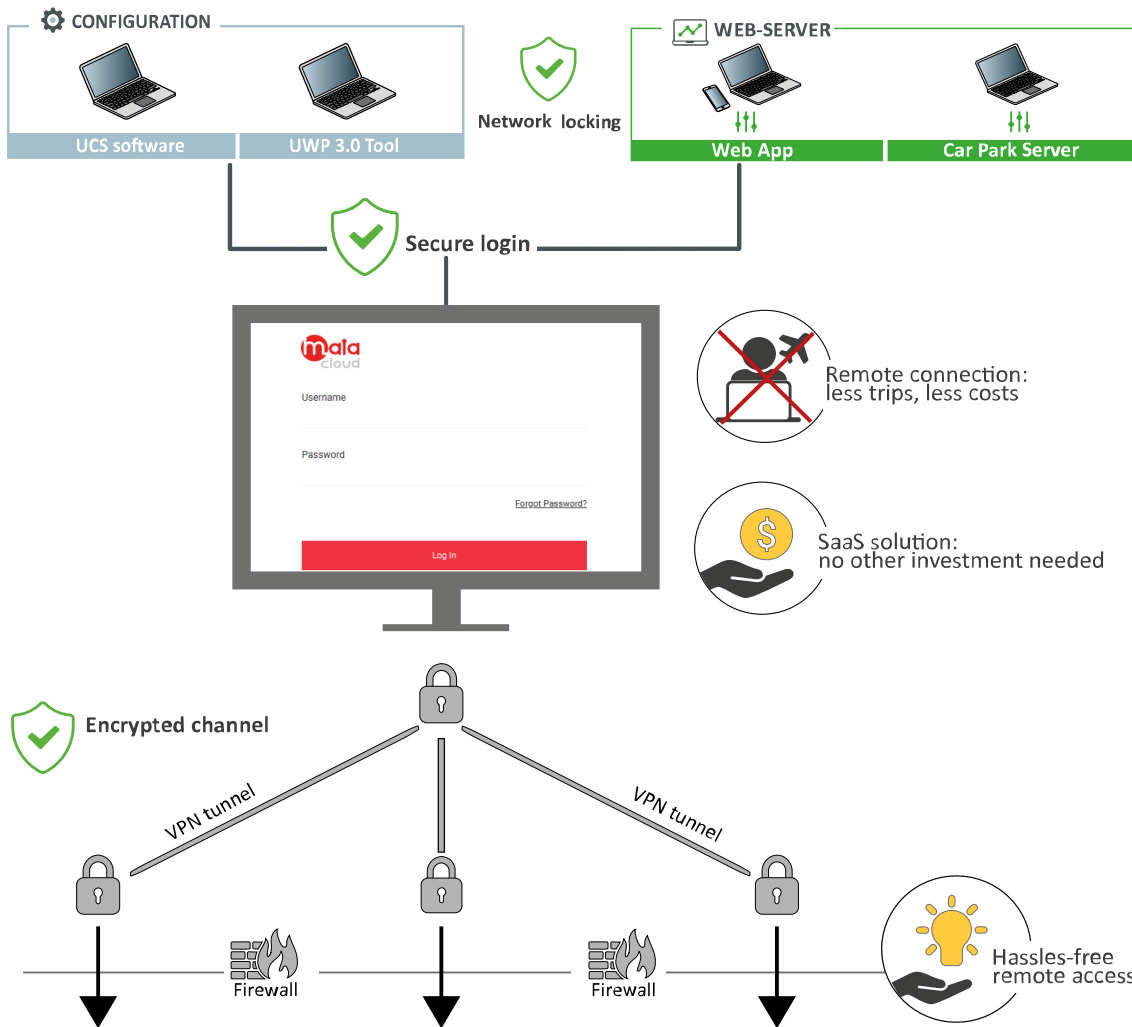 CONFIGURATION
WEB-SERVER
Network locking
UCS software
UWP 3.0 Tool
Web App
Car Park Server
Secure login
maia
cloud
Username
Password
Forgot Password?
Log In
Remote connection:
less trips, less costs
$
SaaS solution:
no other investment needed
Encrypted channel
VPN tunnel
VPN tunnel
Firewall
Firewall
Hassles-free
remote access